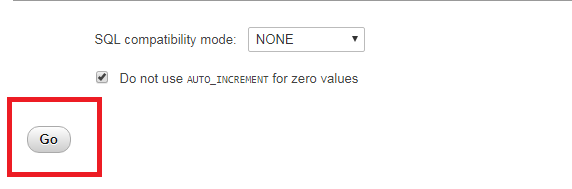 SQL compatibility mode: NONE
Do not use AUTO_INCREMENT for zero values
Go